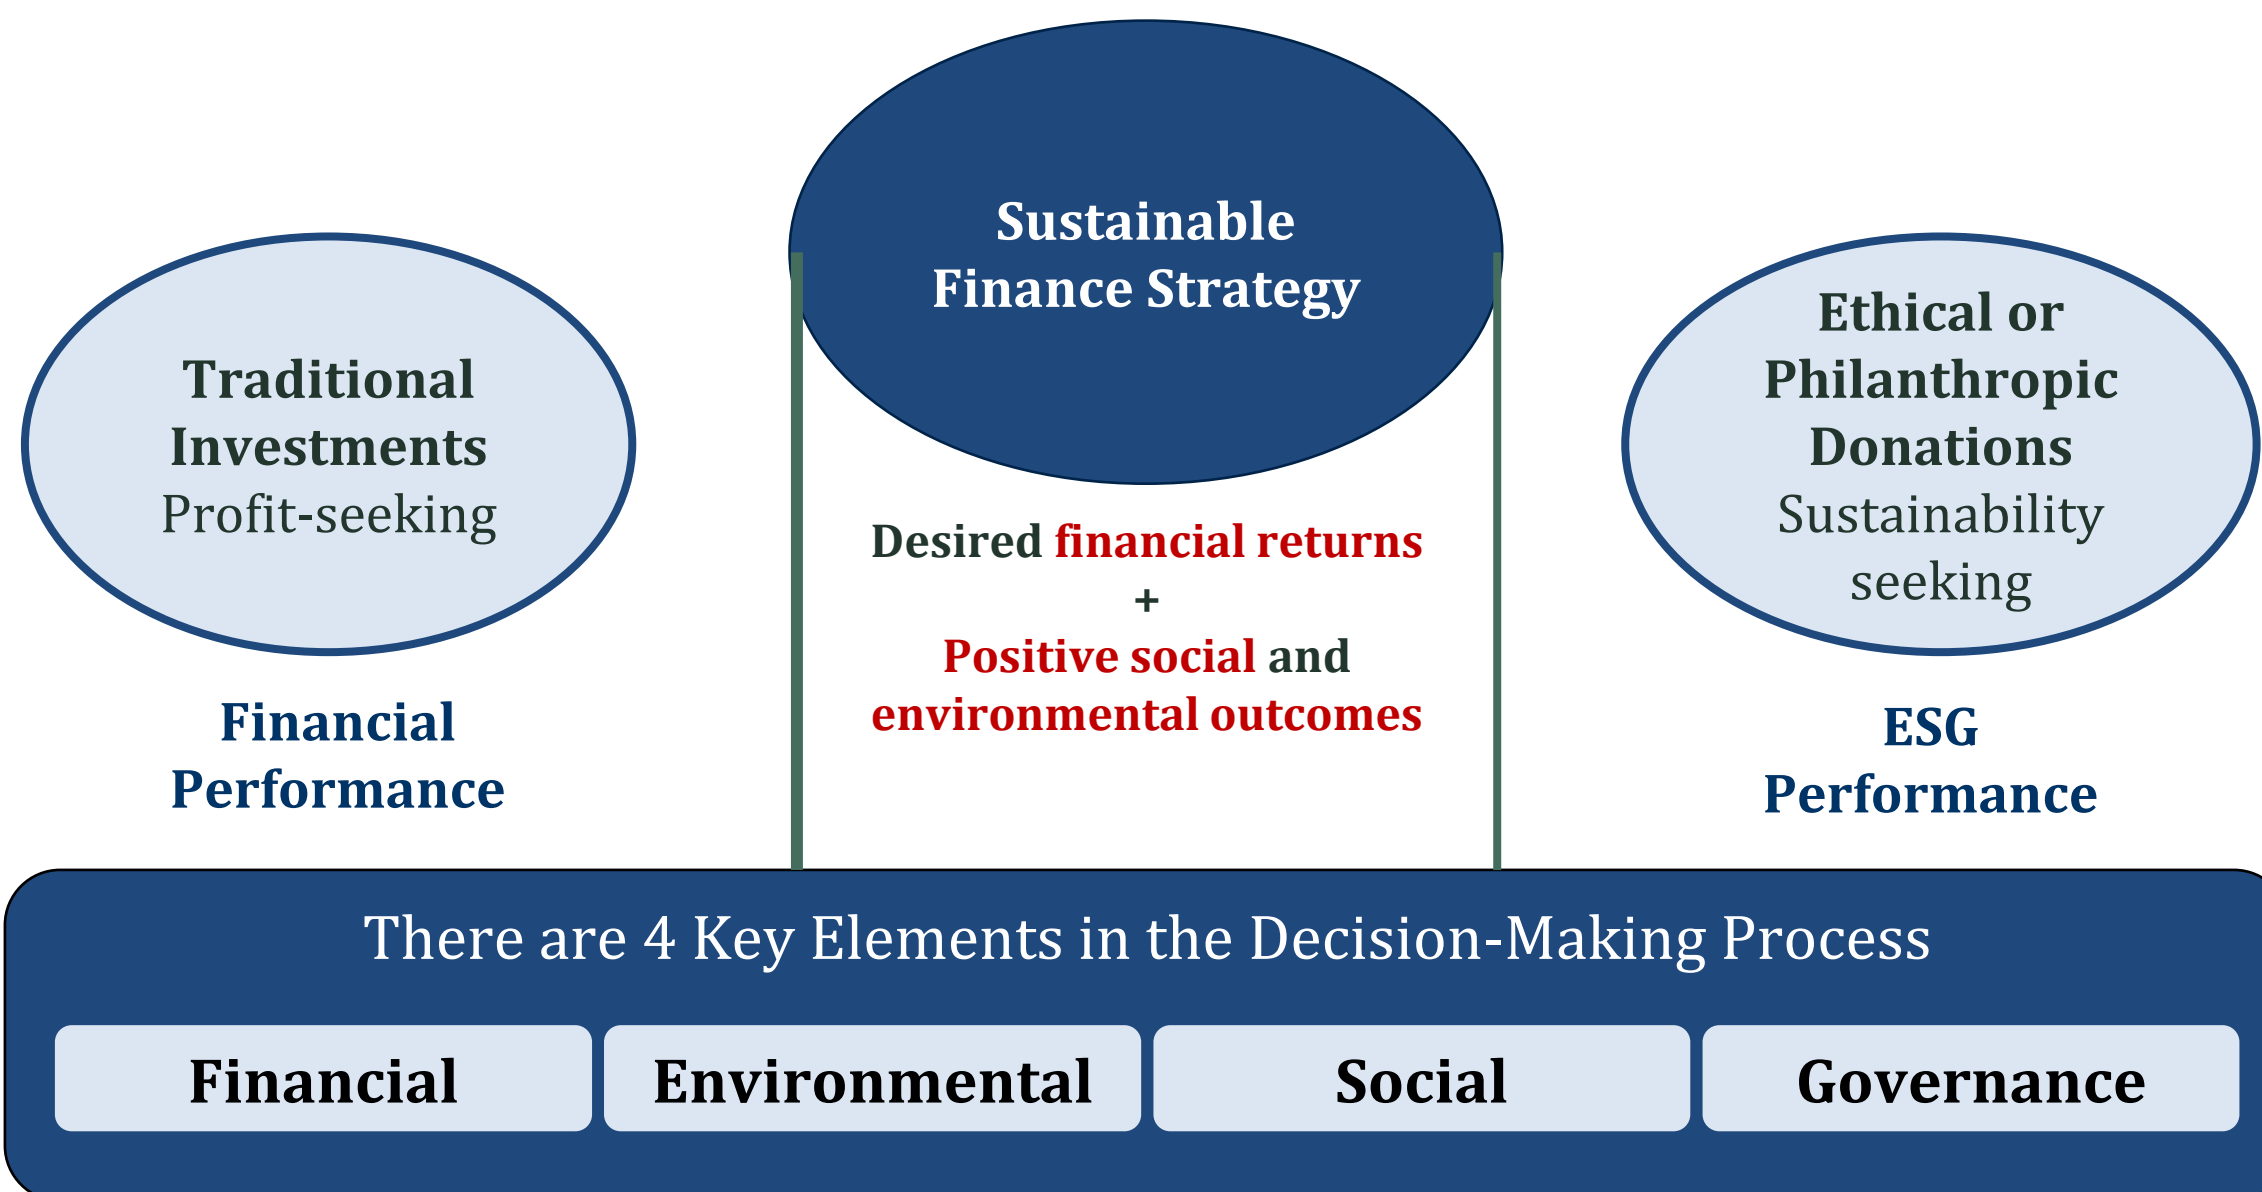 Sustainable
Finance Strategy
Traditional
Investments
Profit-seeking
Ethical or
Philanthropic
Donations
Sustainability
seeking
Desired financial returns
+
Positive social and
environmental outcomes
Financial
Performance
ESG
Performance
There are 4 Key Elements in the Decision-Making Process
Financial
Environmental
Social
Governance